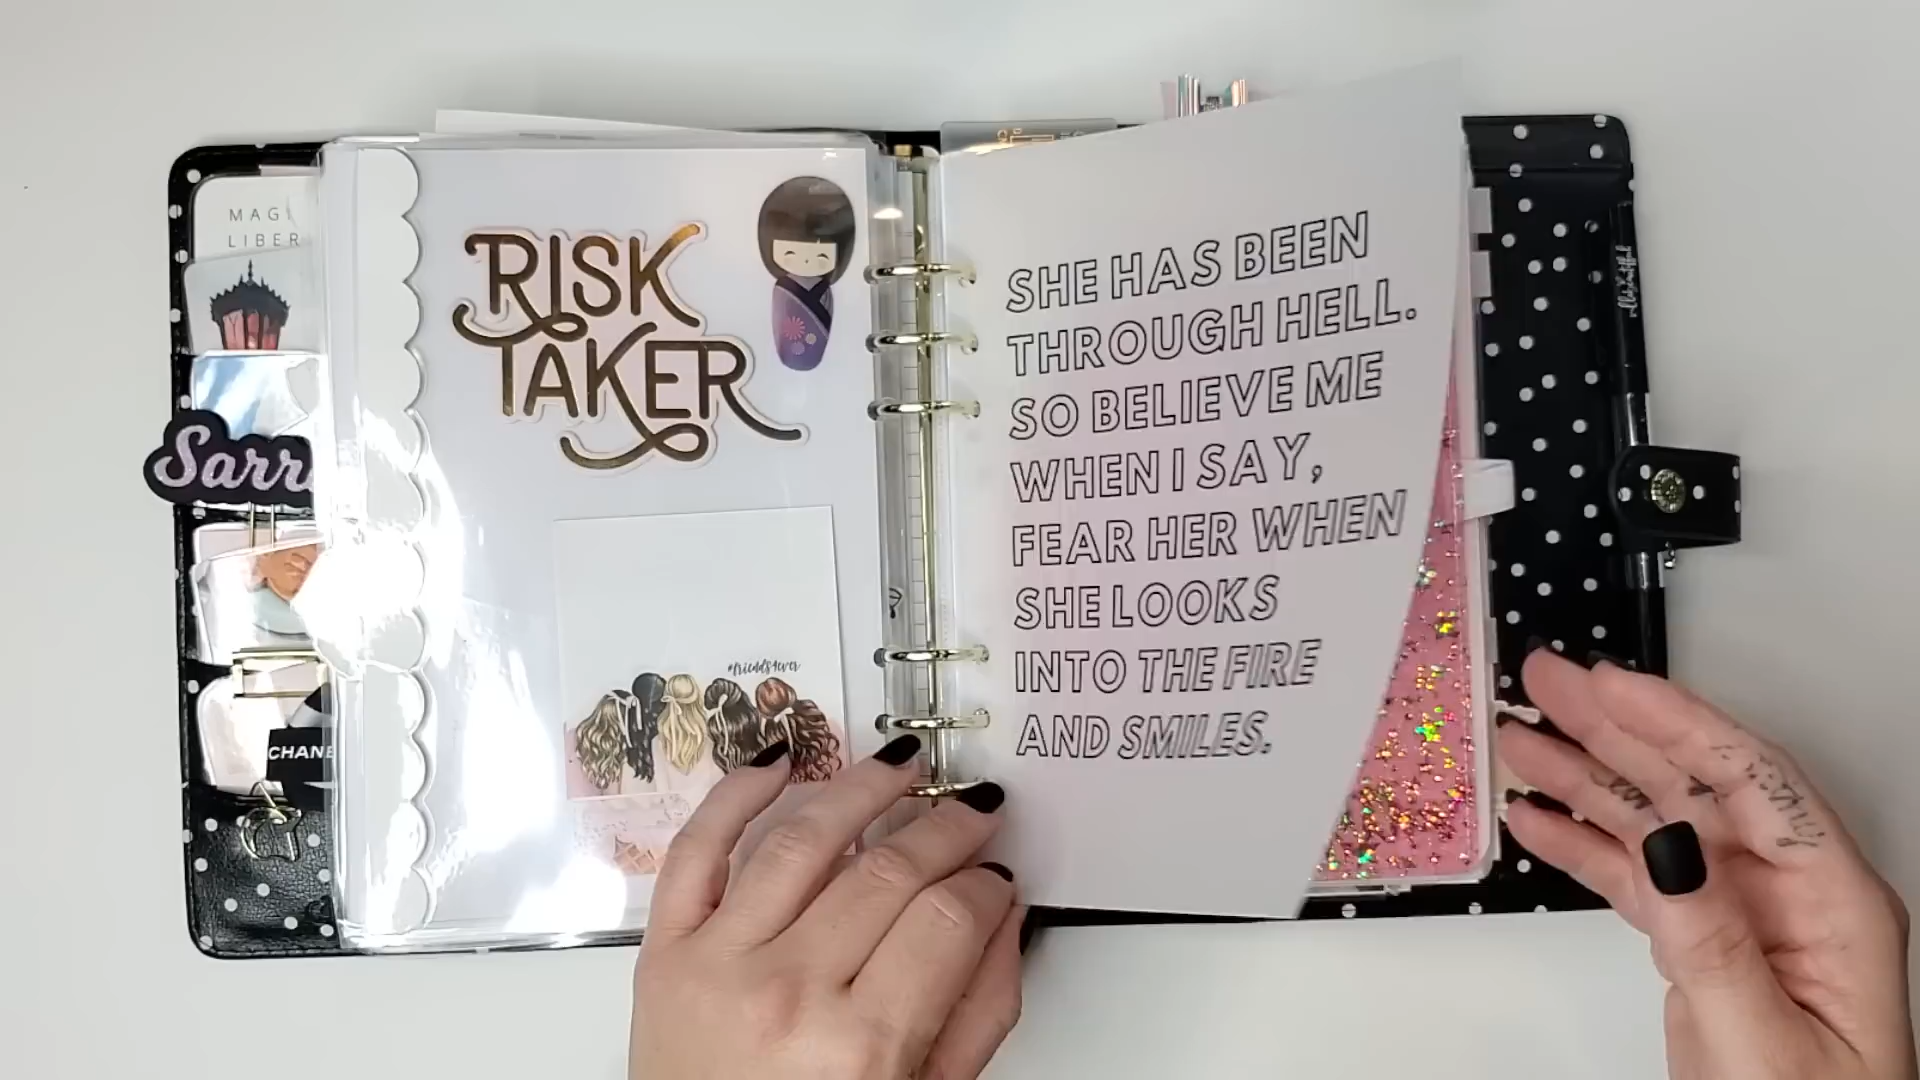 MAGI
LIBER
Sarr
CHANE
RISK
TAKER
#friends4ever
SHE HAS BEEN
THROUGH HELL.
SO BELIEVE ME
WHEN I SAY,
FEAR HER WHEN
SHE LOOKS
INTO THE FIRE
AND SMILES.